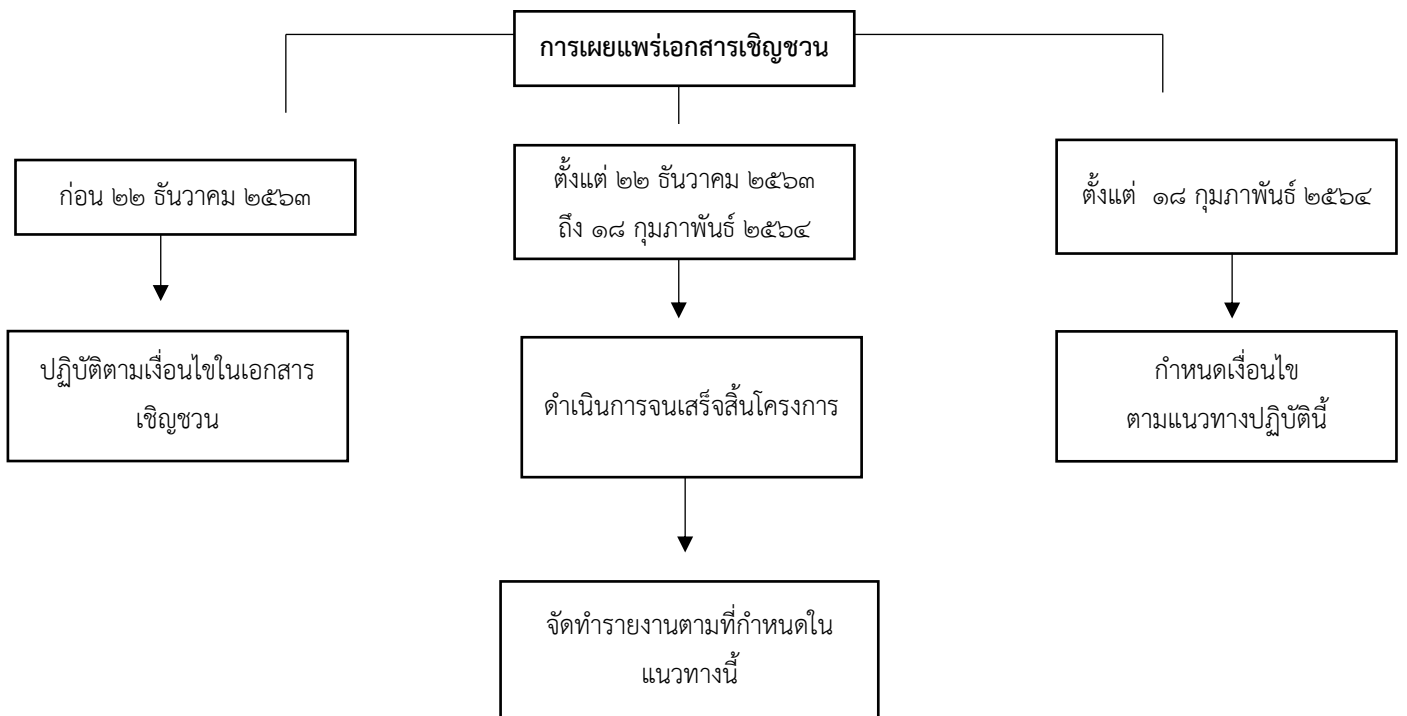 การเผยแพร่เอกสารเชิญชวน
ก่อน ๒๒ ธันวาคม ๒๕๖๓
ตั้งแต่ ๒๒ ธันวาคม ๒๕๖๓
ถึง ๑๘ กุมภาพันธ์ ๒๕๖๔
ตั้งแต่ ๑๘ กุมภาพันธ์ ๒๕๖๔
ปฏิบัติตามเงื่อนไขในเอกสาร
เชิญชวน
ดำเนินการจนเสร็จสิ้นโครงการ
กำหนดเงื่อนไข
ตามแนวทางปฏิบัตินี้
จัดทำรายงานตามที่กำหนดใน
แนวทางนี้